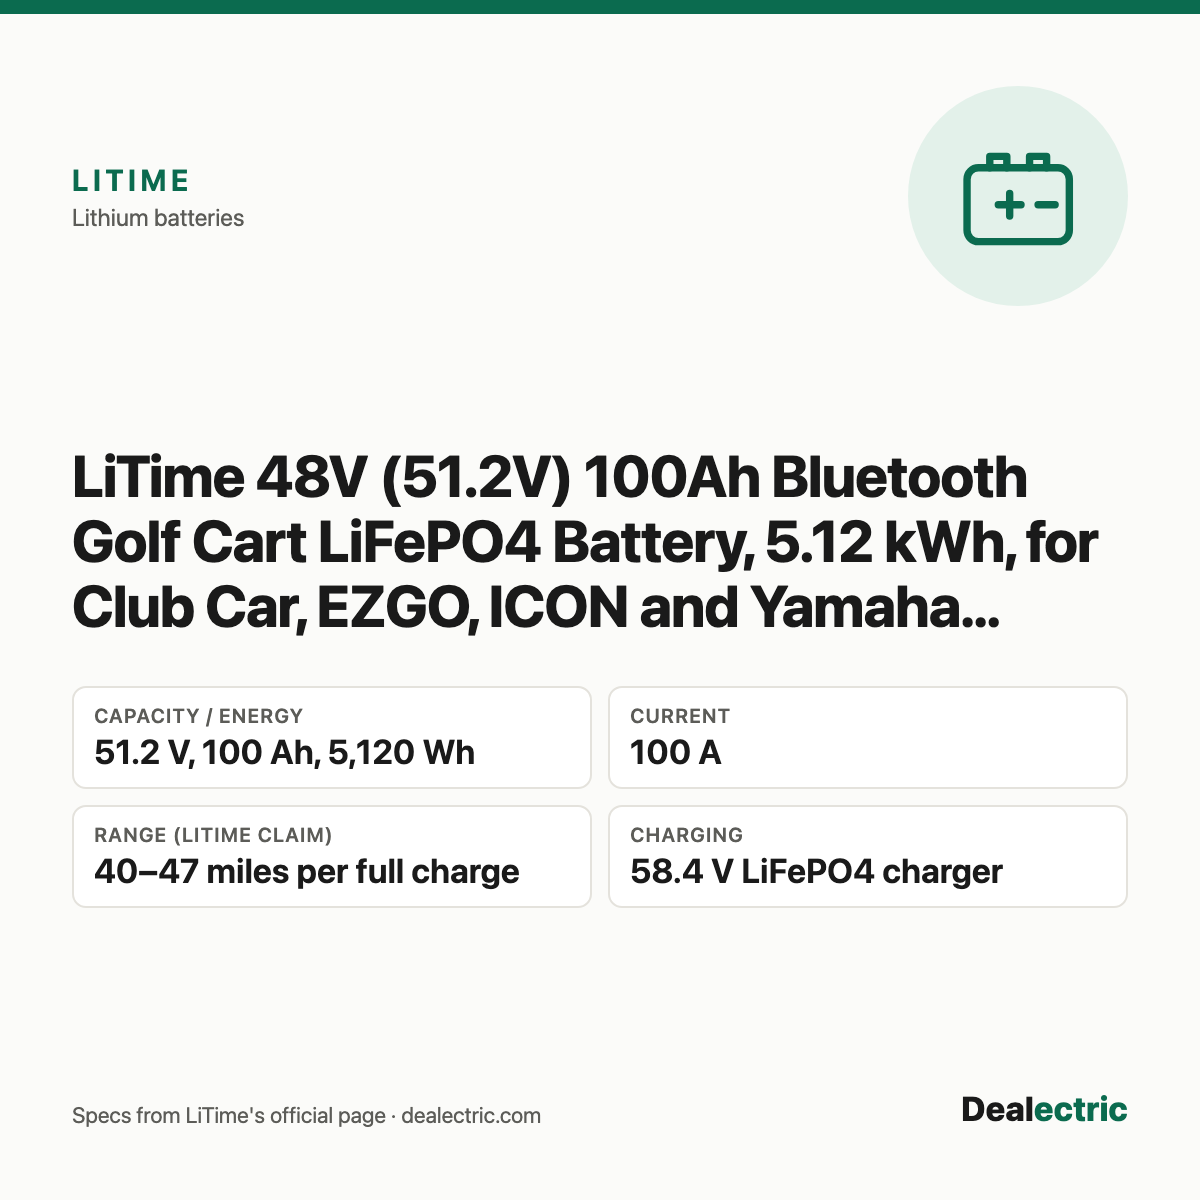 LITIME
Lithium batteries
LiTime 48V (51.2V) 100Ah Bluetooth
Golf Cart LiFePO4 Battery, 5.12 kWh, for
Club Car, EZGO, ICON and Yamaha...
CAPACITY / ENERGY
51.2 V, 100 Ah, 5,120 Wh
CURRENT
100 A
RANGE (LITIME CLAIM)
40–47 miles per full charge
CHARGING
58.4 V LiFePO4 charger
Specs from LiTime's official page · dealectric.com
Dealectric